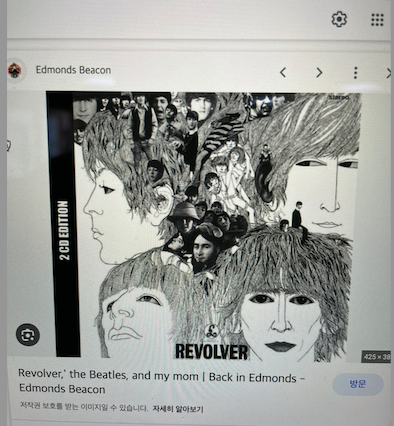 Edmonds Beacon
stereo
2 CD EDITION
REVOLVER
425 × 38
Revolver,' the Beatles, and my mom | Back in Edmonds –
Edmonds Beacon
방문
저작권 보호를 받는 이미지일 수 있습니다. 자세히 알아보기